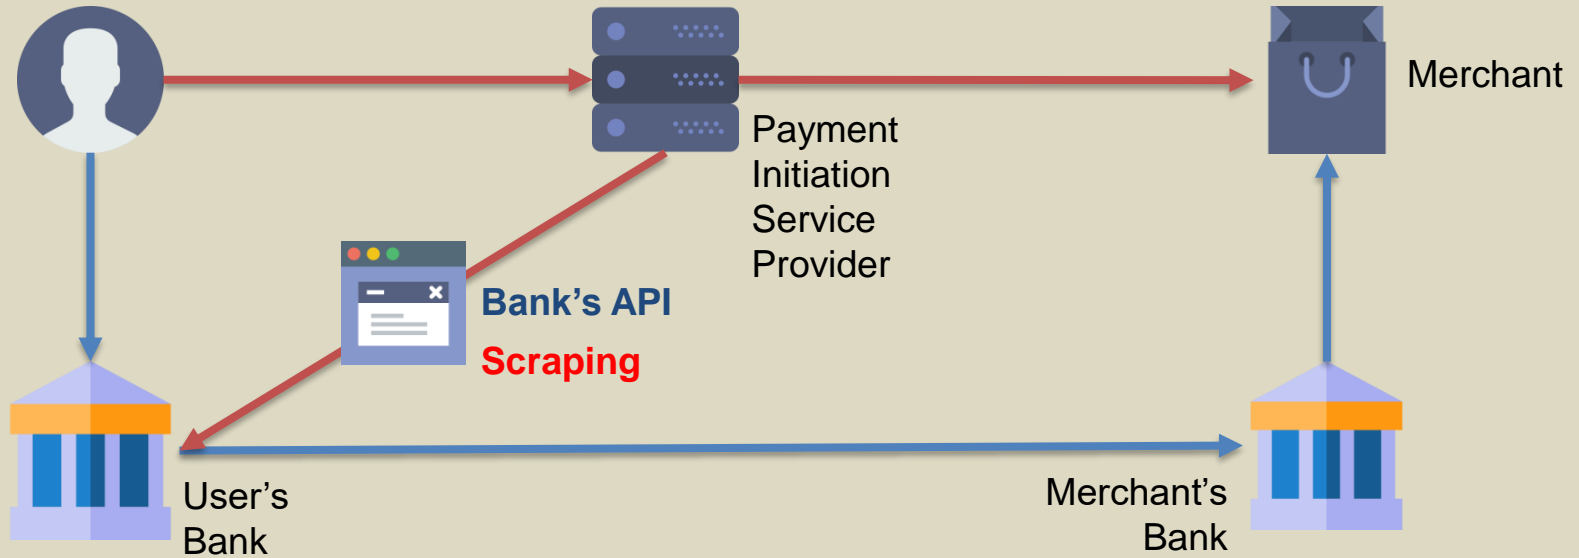 Merchant
Payment
Initiation
Service
Provider
Bank’s API
Scraping
User’s
Bank
Merchant’s
Bank